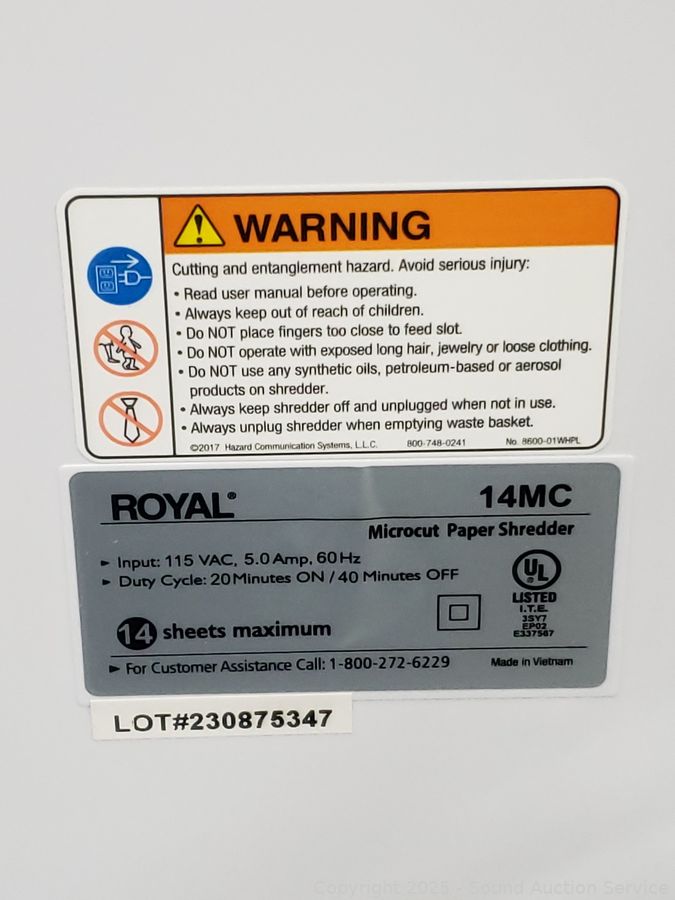 WARNING
Cutting and entanglement hazard. Avoid serious injury:
• Read user manual before operating.
• Always keep out of reach of children.
• Do NOT place fingers too close to feed slot.
• Do NOT operate with exposed long hair, jewelry or loose clothing.
• Do NOT use any synthetic oils, petroleum-based or aerosol
products on shredder.
• Always keep shredder off and unplugged when not in use.
• Always unplug shredder when emptying waste basket.
©2017 Hazard Communication Systems, L.L.C. 800-748-0241 No. 8600-01WHPL
ROYAL® 14MC
Microcut Paper Shredder
► Input: 115 VAC, 5.0 Amp, 60 Hz
► Duty Cycle: 20 Minutes ON / 40 Minutes OFF
UL
LISTED
I.T.E.
3SY7
EP02
E337567
14 sheets maximum
► For Customer Assistance Call: 1-800-272-6229 Made in Vietnam
LOT#230875347
Copyright 2025 - Sound Auction Service